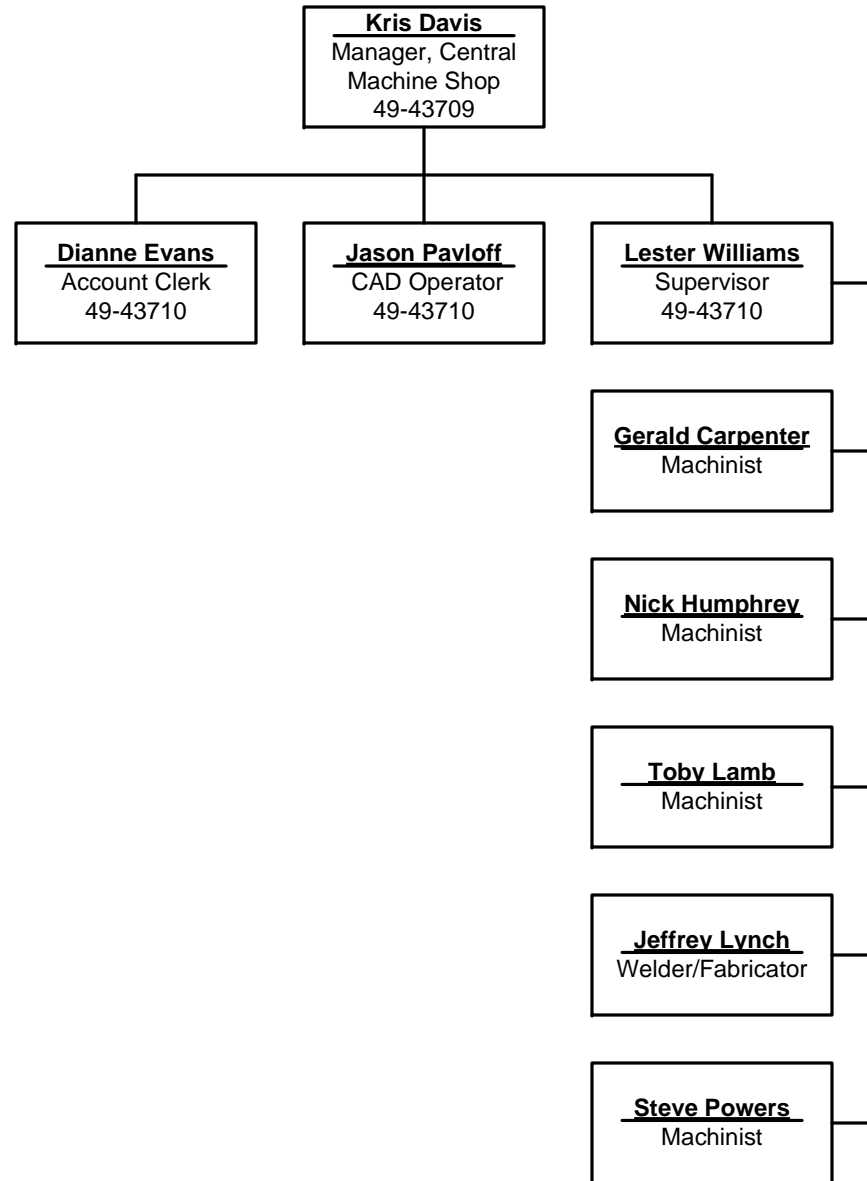 Kris Davis
Manager, Central
Machine Shop
49-43709
Dianne Evans
Account Clerk
49-43710
Jason Pavloff
CAD Operator
49-43710
Lester Williams
Supervisor
49-43710
Gerald Carpenter
Machinist
Nick Humphrey
Machinist
Toby Lamb
Machinist
Jeffrey Lynch
Welder/Fabricator
Steve Powers
Machinist